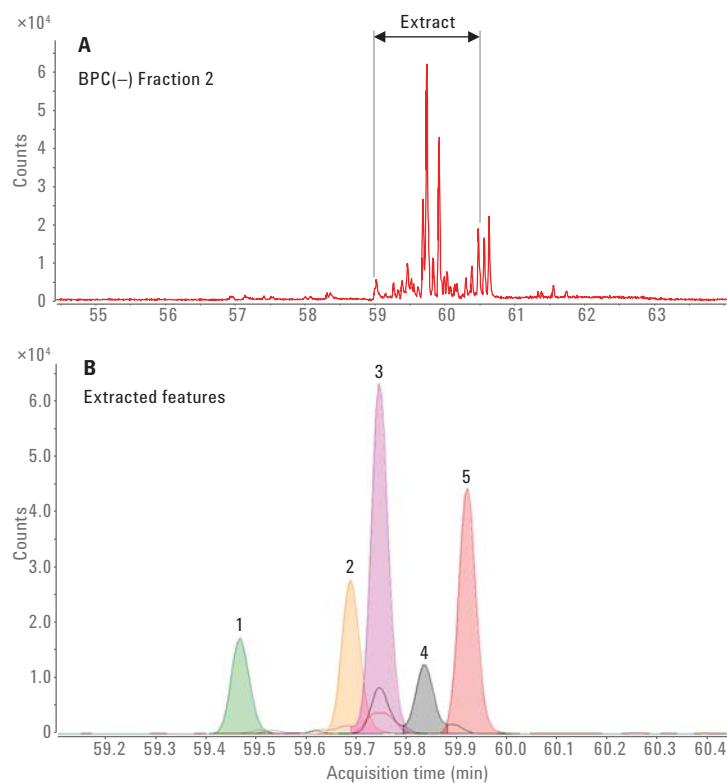 ×10⁴
Extract
A
BPC(–) Fraction 2
6
5
4
3
2
1
0
Counts
55 56 57 58 59 60 61 62 63
×10⁴
B
Extracted features
3
5
2
1
4
6.0
5.0
4.0
3.0
2.0
1.0
0
Counts
59.2 59.3 59.4 59.5 59.6 59.7 59.8 59.9 60.0 60.1 60.2 60.3 60.4
Acquisition time (min)